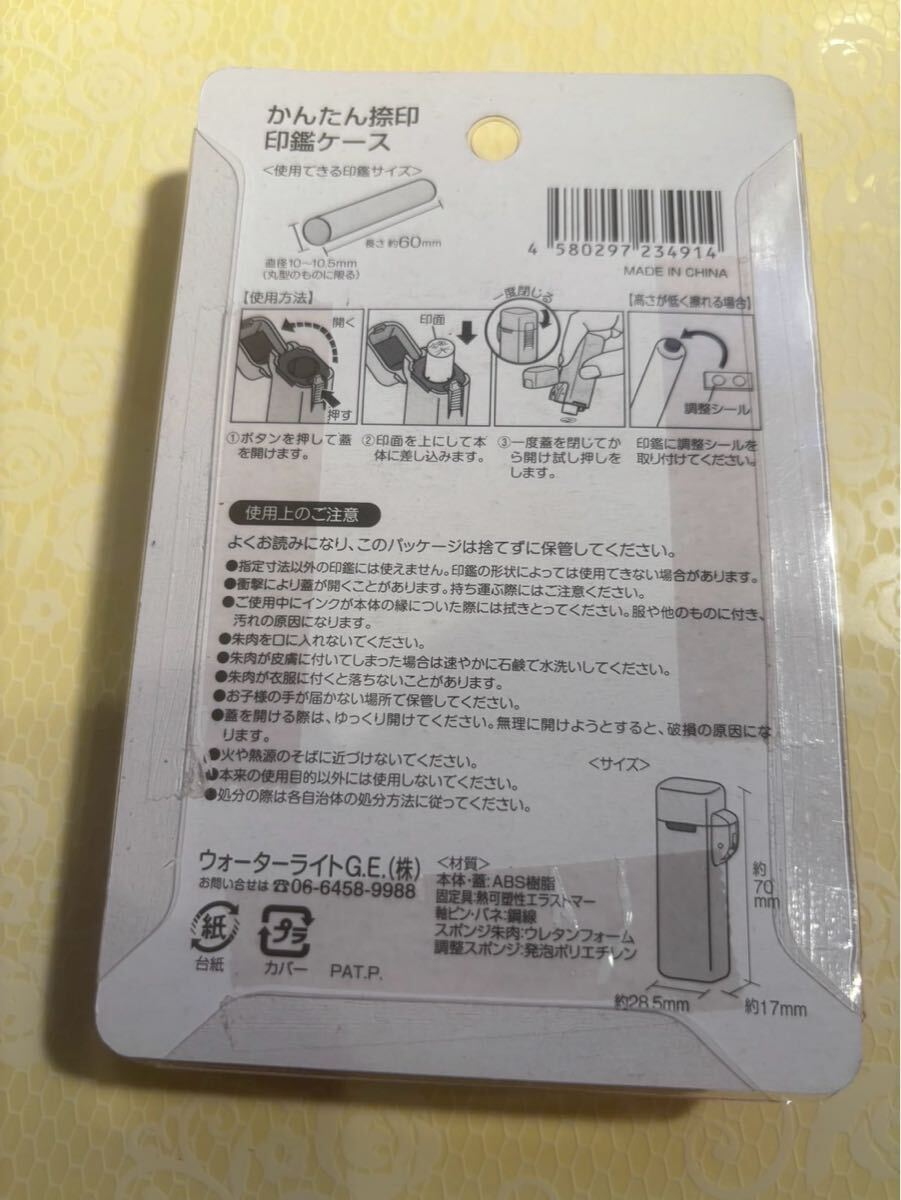 かんたん捺印
印鑑ケース
<使用できる印鑑サイズ>
長さ約60mm
直径10〜10.5mm
(丸型のものに限る)
4 580297 234914
MADE IN CHINA
【使用方法】
開く
押す
①ボタンを押して蓋
を開けます。
印面
②印面を上にして本
体に差し込みます。
一度閉じる
③一度蓋を閉じてか
ら開け試し押しを
します。
【高さが低く擦れる場合】
調整シール
印鑑に調整シールを
取り付けてください。
使用上のご注意
よくお読みになり、このパッケージは捨てずに保管してください。
●指定寸法以外の印鑑には使えません。印鑑の形状によっては使用できない場合があります。
●衝撃により蓋が開くことがあります。持ち運ぶ際にはご注意ください。
●ご使用中にインクが本体の縁についた際には拭きとってください。服や他のものに付き、
汚れの原因になります。
●朱肉を口に入れないでください。
●朱肉が皮膚に付いてしまった場合は速やかに石鹸で水洗いしてください。
●朱肉が衣服に付くと落ちないことがあります。
●お子様の手が届かない場所で保管してください。
●蓋を開ける際は、ゆっくり開けてください。無理に開けようとすると、破損の原因にな
ります。
●火や熱源のそばに近づけないでください。
●本来の使用目的以外には使用しないでください。
●処分の際は各自治体の処分方法に従ってください。
<サイズ>
約
70
mm
約28.5mm
約17mm
ウォーターライトG.E.(株)
お問い合せは☎06-6458-9988
紙
台紙
プラ
カバー
PAT.P.
<材質>
本体・蓋:ABS樹脂
固定具:熱可塑性エラストマー
軸ピン・バネ:鋼線
スポンジ朱肉:ウレタンフォーム
調整スポンジ:発泡ポリエチレン